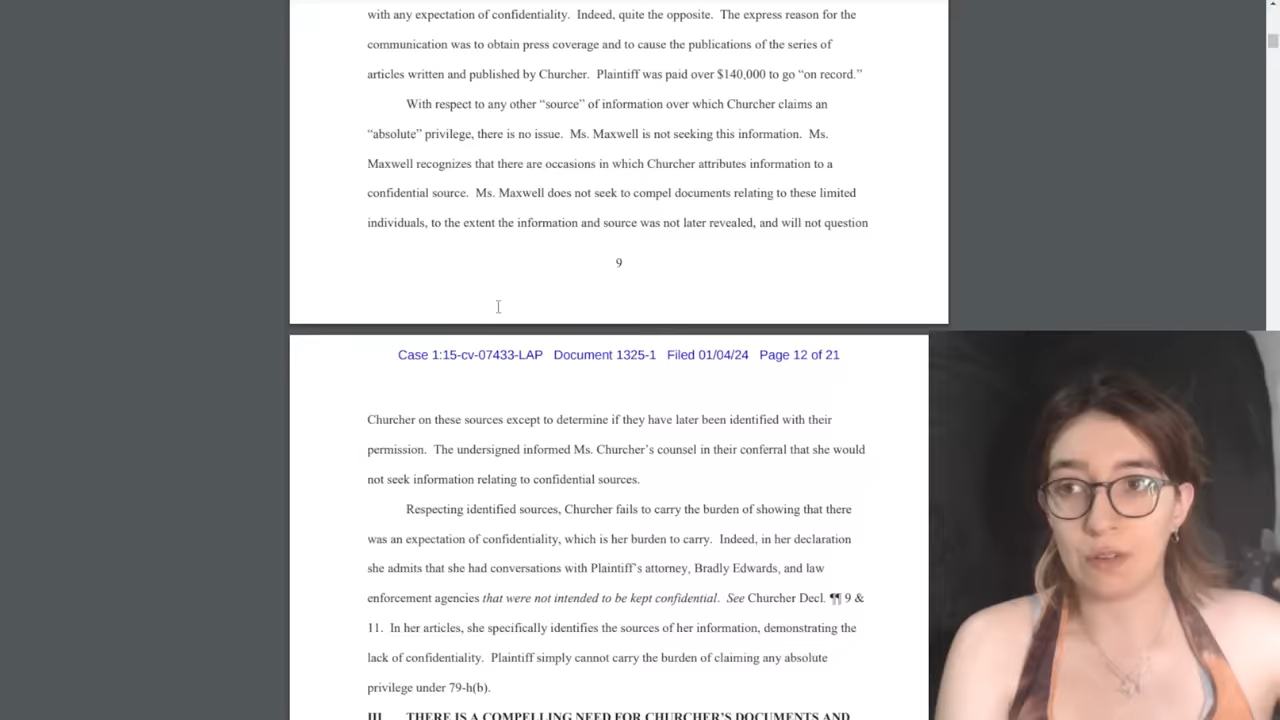 with any expectation of confidentiality. Indeed, quite the opposite. The express reason for the
communication was to obtain press coverage and to cause the publications of the series of
articles written and published by Churcher. Plaintiff was paid over $140,000 to go “on record.”
With respect to any other “source” of information over which Churcher claims an
“absolute” privilege, there is no issue. Ms. Maxwell is not seeking this information. Ms.
Maxwell recognizes that there are occasions in which Churcher attributes information to a
confidential source. Ms. Maxwell does not seek to compel documents relating to these limited
individuals, to the extent the information and source was not later revealed, and will not question
9
Case 1:15-cv-07433-LAP Document 1325-1 Filed 01/04/24 Page 12 of 21
Churcher on these sources except to determine if they have later been identified with their
permission. The undersigned informed Ms. Churcher’s counsel in their conferral that she would
not seek information relating to confidential sources.
Respecting identified sources, Churcher fails to carry the burden of showing that there
was an expectation of confidentiality, which is her burden to carry. Indeed, in her declaration
she admits that she had conversations with Plaintiff’s attorney, Bradly Edwards, and law
enforcement agencies that were not intended to be kept confidential. See Churcher Decl. ¶¶ 9 &
11. In her articles, she specifically identifies the sources of her information, demonstrating the
lack of confidentiality. Plaintiff simply cannot carry the burden of claiming any absolute
privilege under 79-h(b).
III. THERE IS A COMPELLING NEED FOR CHURCHER’S DOCUMENTS AND